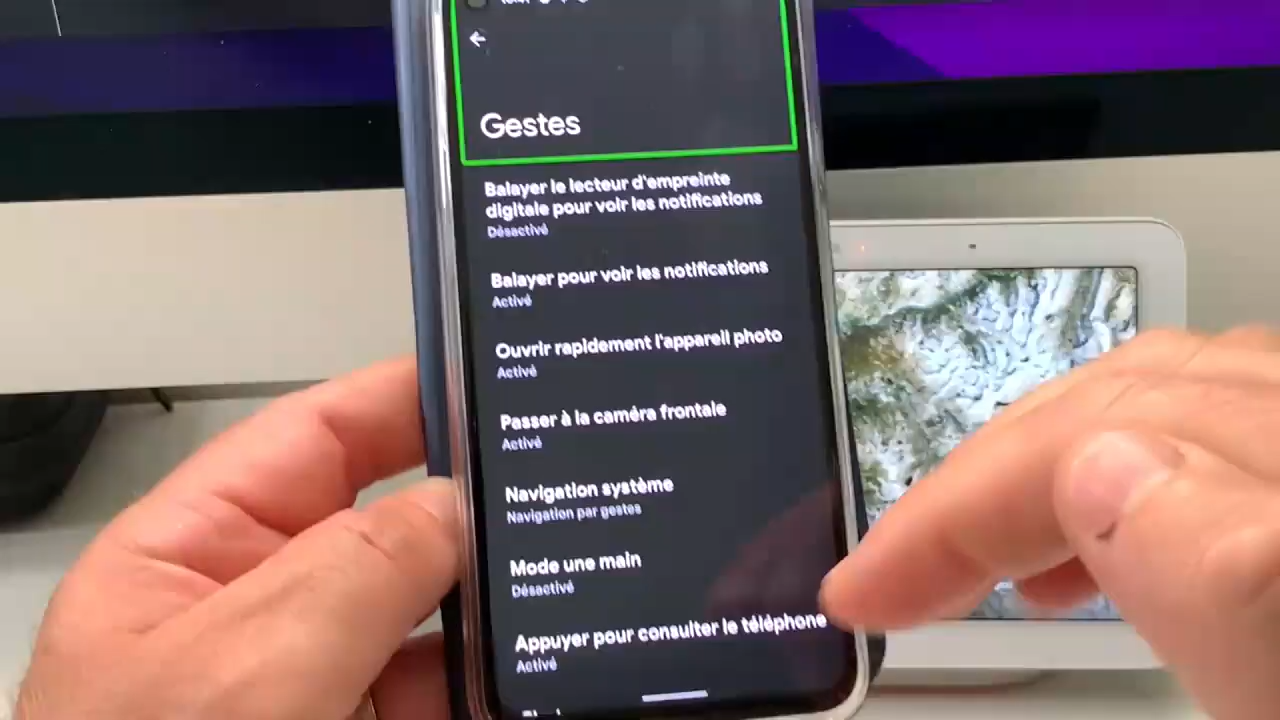 Gestes
Balayer le lecteur d'empreinte
digitale pour voir les notifications
Désactivé
Balayer pour voir les notifications
Activé
Ouvrir rapidement l'appareil photo
Activé
Passer à la caméra frontale
Activé
Navigation système
Navigation par gestes
Mode une main
Désactivé
Appuyer pour consulter le téléphone
Activé